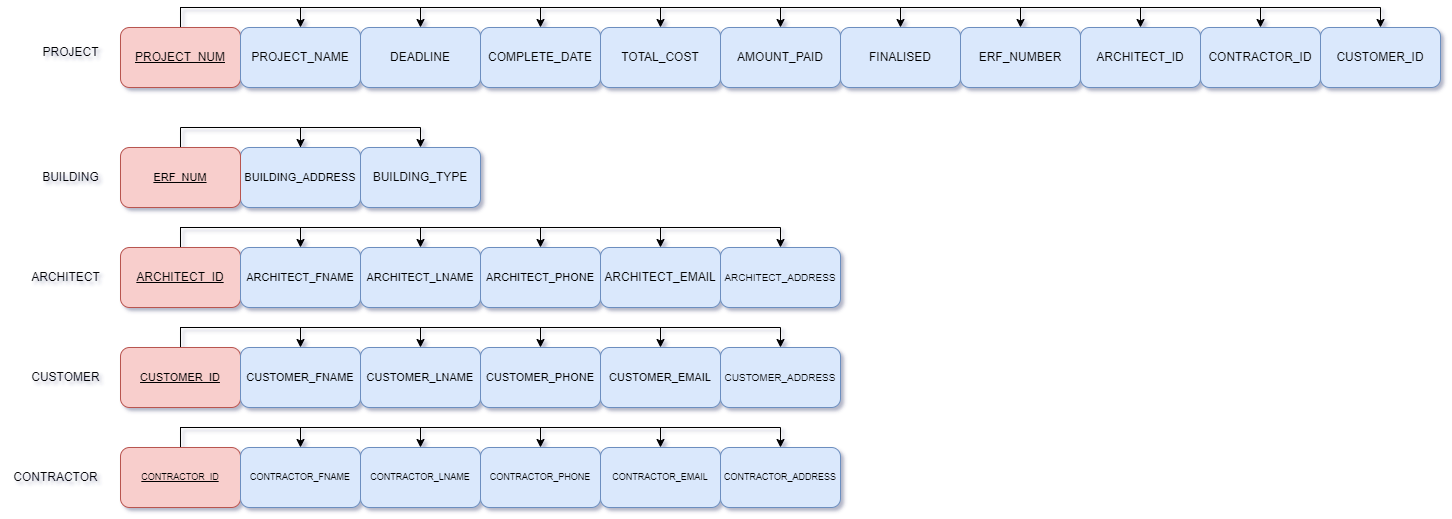 PROJECT
PROJECT_NUM PROJECT_NAME DEADLINE COMPLETE_DATE TOTAL_COST AMOUNT_PAID FINALISED ERF_NUMBER ARCHITECT_ID CONTRACTOR_ID CUSTOMER_ID
BUILDING
ERF_NUM BUILDING_ADDRESS BUILDING_TYPE
ARCHITECT
ARCHITECT_ID ARCHITECT_FNAME ARCHITECT_LNAME ARCHITECT_PHONE ARCHITECT_EMAIL ARCHITECT_ADDRESS
CUSTOMER
CUSTOMER_ID CUSTOMER_FNAME CUSTOMER_LNAME CUSTOMER_PHONE CUSTOMER_EMAIL CUSTOMER_ADDRESS
CONTRACTOR
CONTRACTOR_ID CONTRACTOR_FNAME CONTRACTOR_LNAME CONTRACTOR_PHONE CONTRACTOR_EMAIL CONTRACTOR_ADDRESS